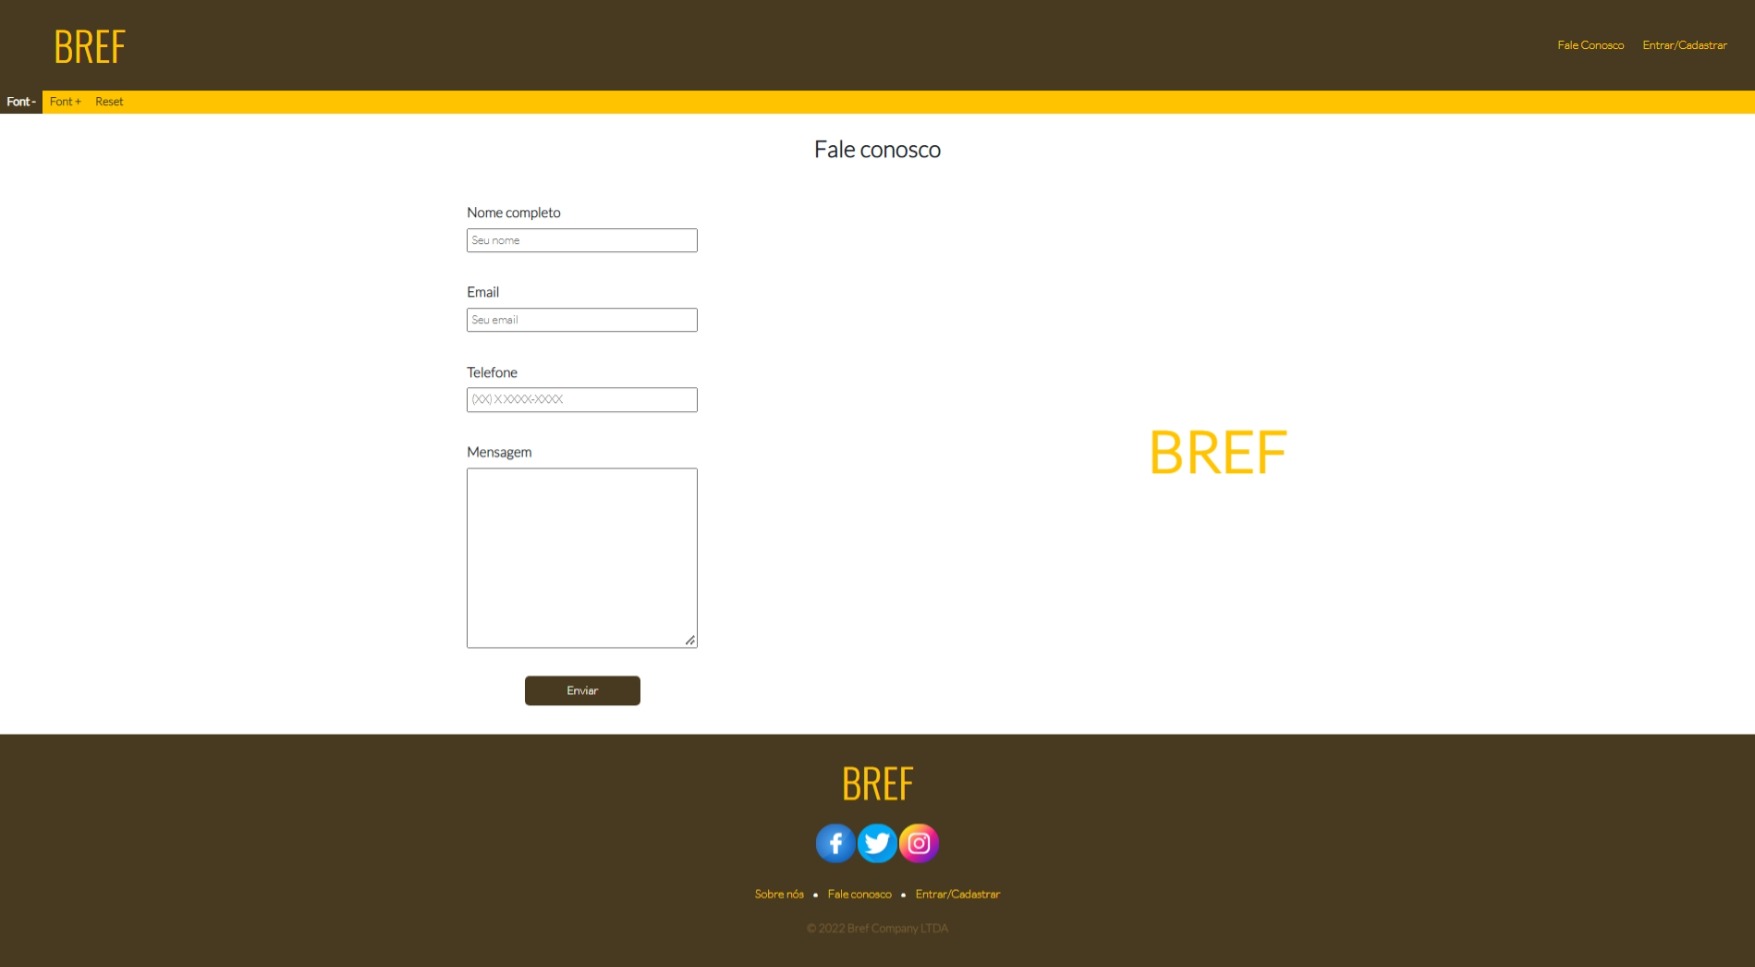 BREF
Fale Conosco Entrar/Cadastrar
Font - Font + Reset
Fale conosco
Nome completo
Seu nome
Email
Seu email
Telefone
(XX) X XXXX-XXXX
Mensagem
BREF
Enviar
BREF
Sobre nós • Fale conosco • Entrar/Cadastrar
© 2022 Bref Company LTDA